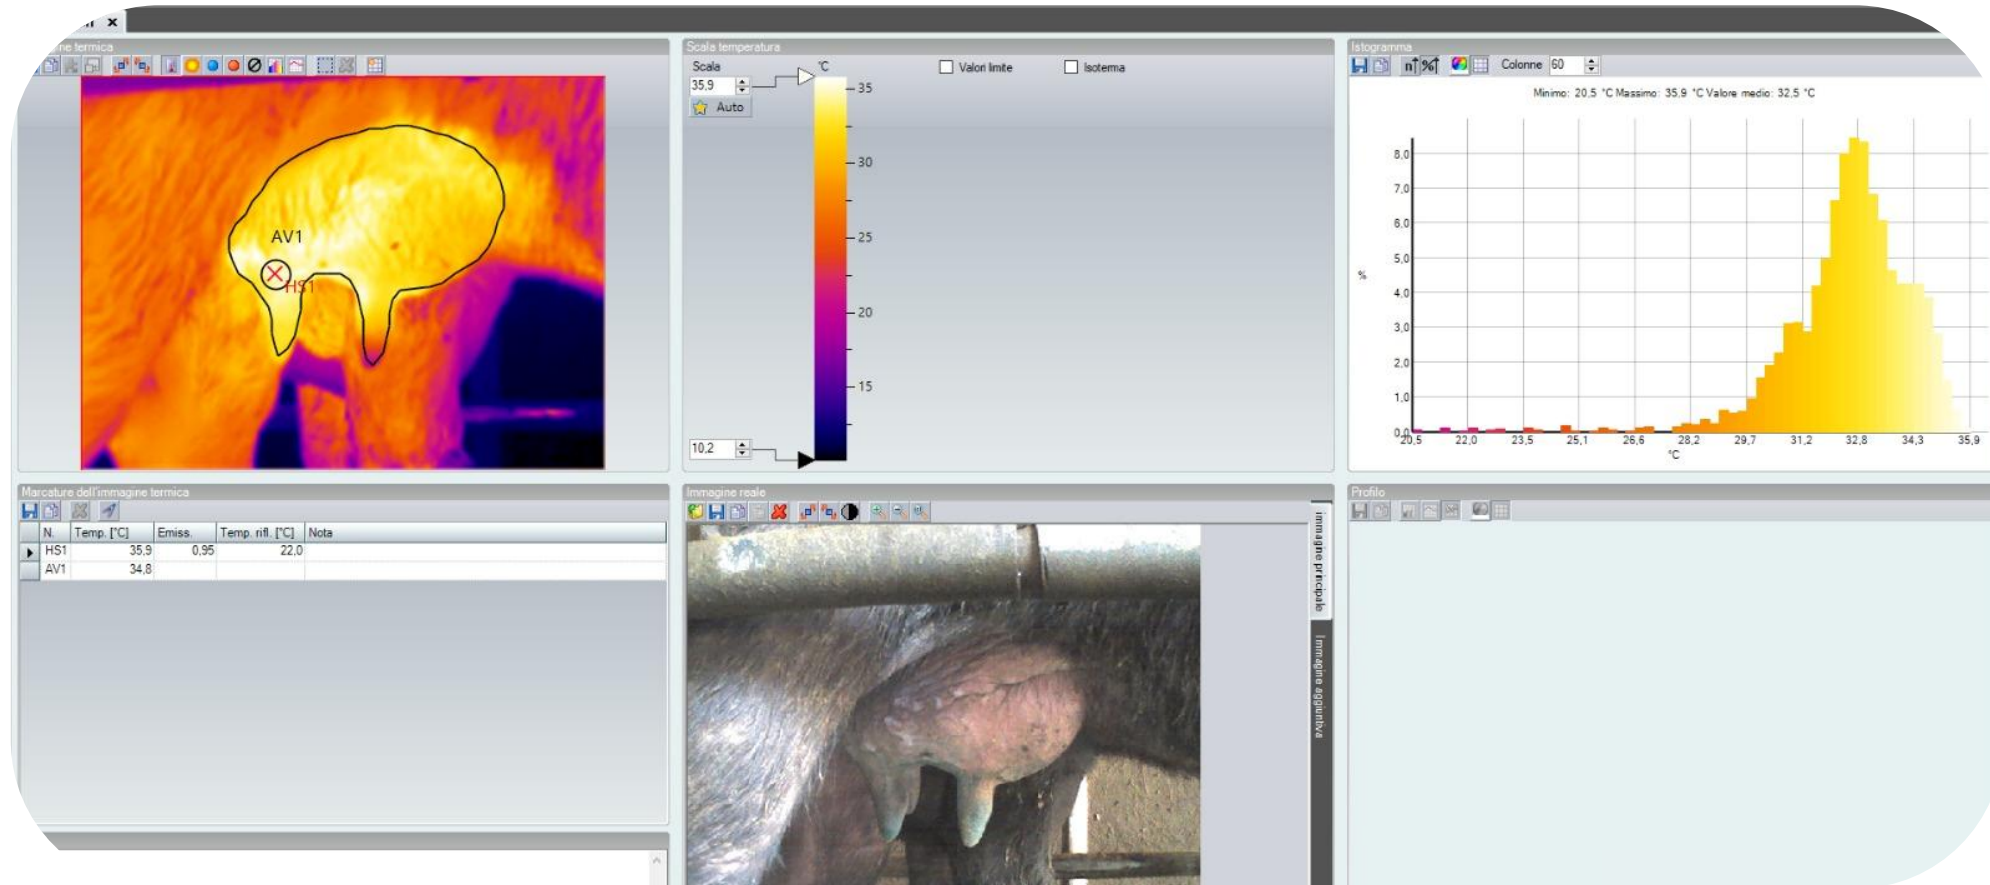 ne termica
AV1
HS1
Scala temperatura
Scala
°C
Valori limite
Isoterma
35,9
Auto
35
30
25
20
15
10,2
Istogramma
n %
Colonne 60
Minimo: 20,5 °C Massimo: 35,9 °C Valore medio: 32,5 °C
8,0
7,0
6,0
5,0
%
4,0
3,0
2,0
1,0
0,0
20,5 22,0 23,5 25,1 26,6 28,2 29,7 31,2 32,8 34,3 35,9
°C
Marcature dell'immagine termica
N. Temp. [°C] Emiss. Temp. rifl. [°C] Nota
HS1 35,9 0,95 22,0
AV1 34,8
Immagine reale
immagine principale
Immagine aggiuntiva
Profilo